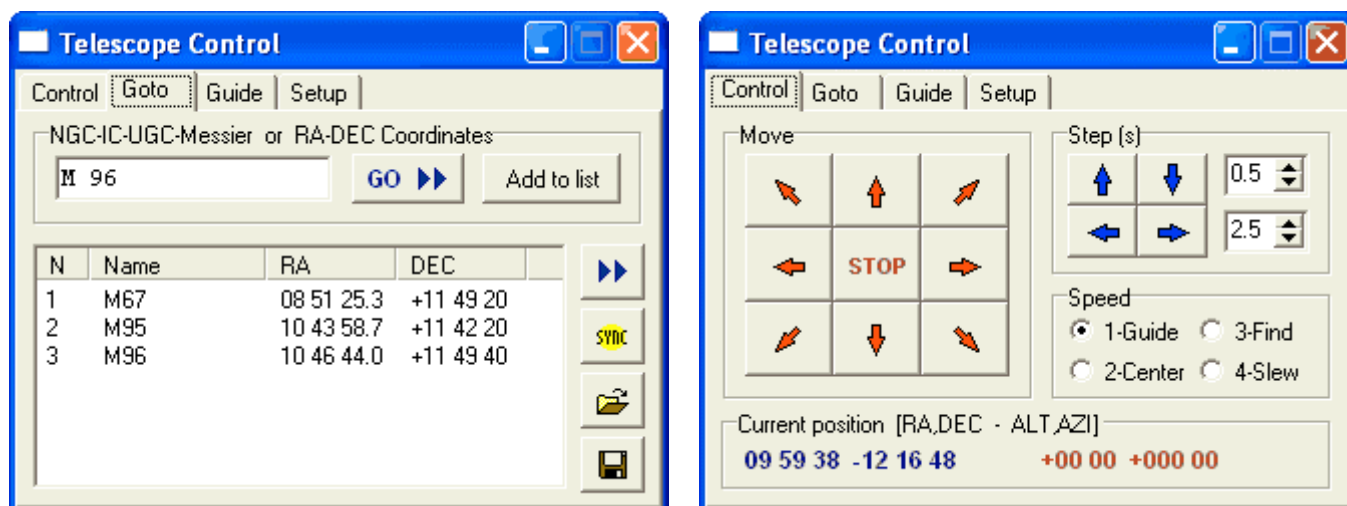 Telescope Control
Control Goto Guide Setup
NGC-IC-UGC-Messier or RA-DEC Coordinates
M 96 GO Add to list
N Name RA DEC
1 M67 08 51 25.3 +11 49 20
2 M95 10 43 58.7 +11 42 20
3 M96 10 46 44.0 +11 49 40
SYNC
Telescope Control
Control Goto Guide Setup
Move
STOP
Step (s)
0.5
2.5
Speed
1-Guide 3-Find
2-Center 4-Slew
Current position [RA,DEC - ALT,AZI]
09 59 38 -12 16 48 +00 00 +000 00